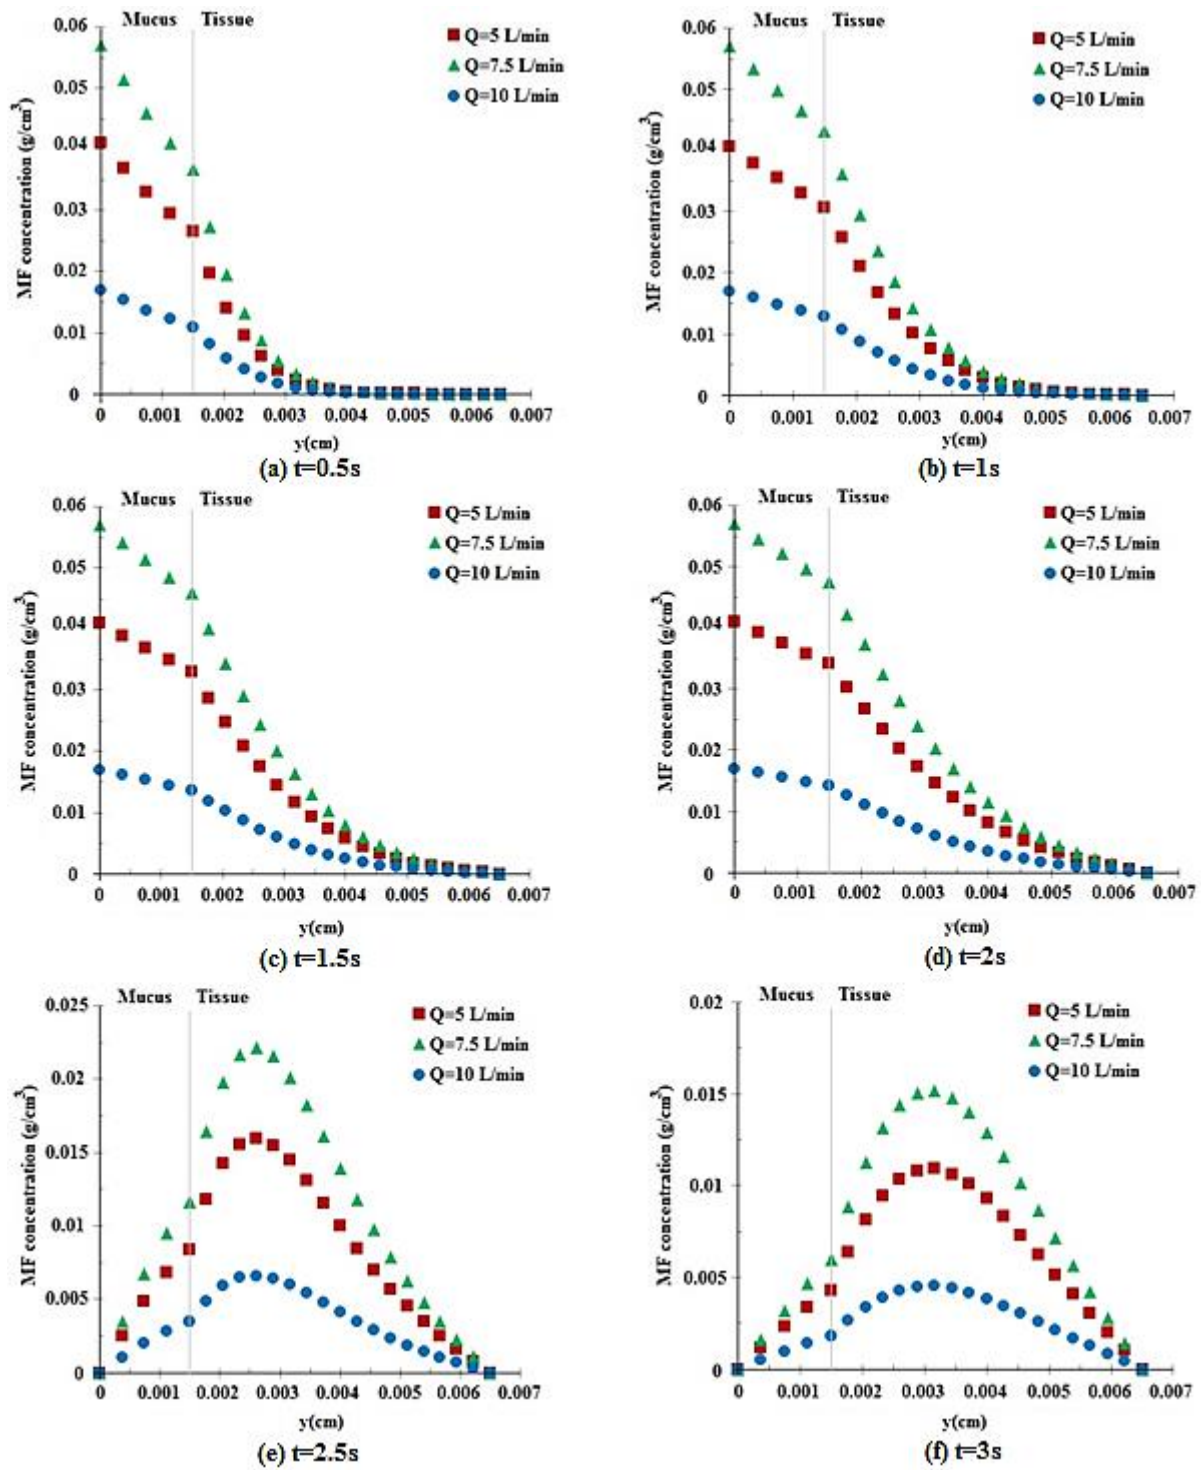 Mucus Tissue
0.06
0.05
0.04
0.03
0.02
0.01
0
MF concentration (g/cm³)
Q=5 L/min
Q=7.5 L/min
Q=10 L/min
0 0.001 0.002 0.003 0.004 0.005 0.006 0.007
y(cm)
(a) t=0.5s
Mucus Tissue
0.06
0.05
0.04
0.03
0.02
0.01
0
MF concentration (g/cm³)
Q=5 L/min
Q=7.5 L/min
Q=10 L/min
0 0.001 0.002 0.003 0.004 0.005 0.006 0.007
y(cm)
(b) t=1s
Mucus Tissue
0.06
0.05
0.04
0.03
0.02
0.01
0
MF concentration (g/cm³)
Q=5 L/min
Q=7.5 L/min
Q=10 L/min
0 0.001 0.002 0.003 0.004 0.005 0.006 0.007
y(cm)
(c) t=1.5s
Mucus Tissue
0.06
0.05
0.04
0.03
0.02
0.01
0
MF concentration (g/cm³)
Q=5 L/min
Q=7.5 L/min
Q=10 L/min
0 0.001 0.002 0.003 0.004 0.005 0.006 0.007
y(cm)
(d) t=2s
Mucus Tissue
0.025
0.02
0.015
0.01
0.005
0
MF concentration (g/cm³)
Q=5 L/min
Q=7.5 L/min
Q=10 L/min
0 0.001 0.002 0.003 0.004 0.005 0.006 0.007
y(cm)
(e) t=2.5s
Mucus Tissue
0.02
0.015
0.01
0.005
0
MF concentration (g/cm³)
Q=5 L/min
Q=7.5 L/min
Q=10 L/min
0 0.001 0.002 0.003 0.004 0.005 0.006 0.007
y(cm)
(f) t=3s